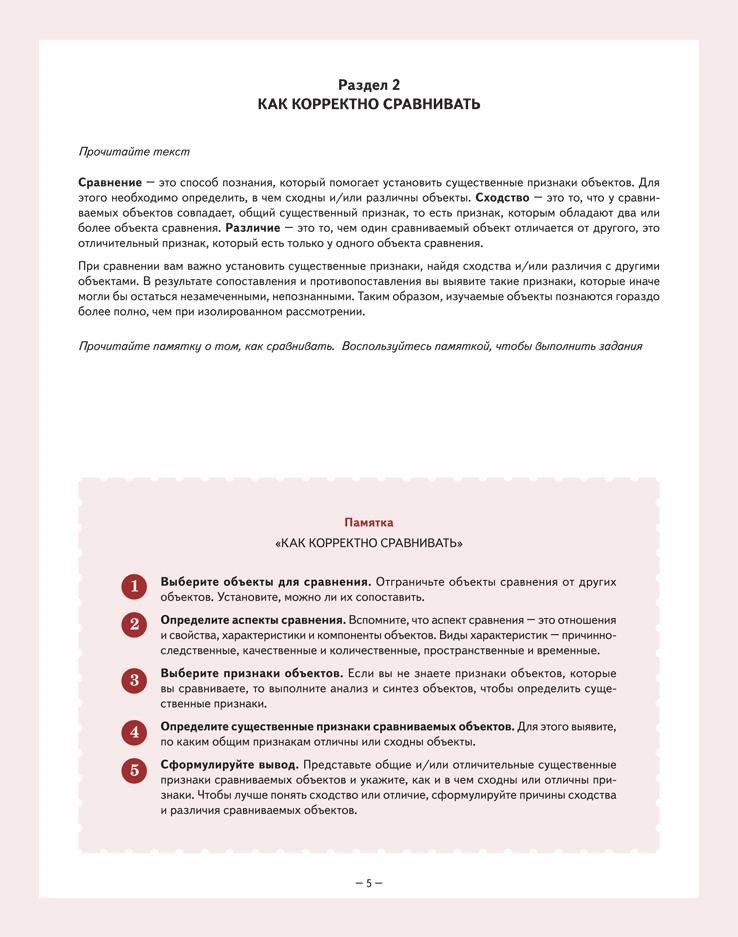 Раздел 2
КАК КОРРЕКТНО СРАВНИВАТЬ
Прочитайте текст
Сравнение — это способ познания, который помогает установить существенные признаки объектов. Для
этого необходимо определить, в чем сходны и/или различны объекты. Сходство — это то, что у сравни-
ваемых объектов совпадает, общий существенный признак, то есть признак, которым обладают два или
более объекта сравнения. Различие — это то, чем один сравниваемый объект отличается от другого, это
отличительный признак, который есть только у одного объекта сравнения.
При сравнении вам важно установить существенные признаки, найдя сходства и/или различия с другими
объектами. В результате сопоставления и противопоставления вы выявите такие признаки, которые иначе
могли бы остаться незамеченными, непознанными. Таким образом, изучаемые объекты познаются гораздо
более полно, чем при изолированном рассмотрении.
Прочитайте памятку о том, как сравнивать. Воспользуйтесь памяткой, чтобы выполнить задания
Памятка
«КАК КОРРЕКТНО СРАВНИВАТЬ»
1 Выберите объекты для сравнения. Отграничьте объекты сравнения от других
объектов. Установите, можно ли их сопоставить.
2 Определите аспекты сравнения. Вспомните, что аспект сравнения — это отношения
и свойства, характеристики и компоненты объектов. Виды характеристик — причинно-
следственные, качественные и количественные, пространственные и временные.
3 Выберите признаки объектов. Если вы не знаете признаки объектов, которые
вы сравниваете, то выполните анализ и синтез объектов, чтобы определить суще-
ственные признаки.
4 Определите существенные признаки сравниваемых объектов. Для этого выявите,
по каким общим признакам отличны или сходны объекты.
5 Сформулируйте вывод. Представьте общие и/или отличительные существенные
признаки сравниваемых объектов и укажите, как и в чем сходны или отличны при-
знаки. Чтобы лучше понять сходство или отличие, сформулируйте причины сходства
и различия сравниваемых объектов.
— 5 —